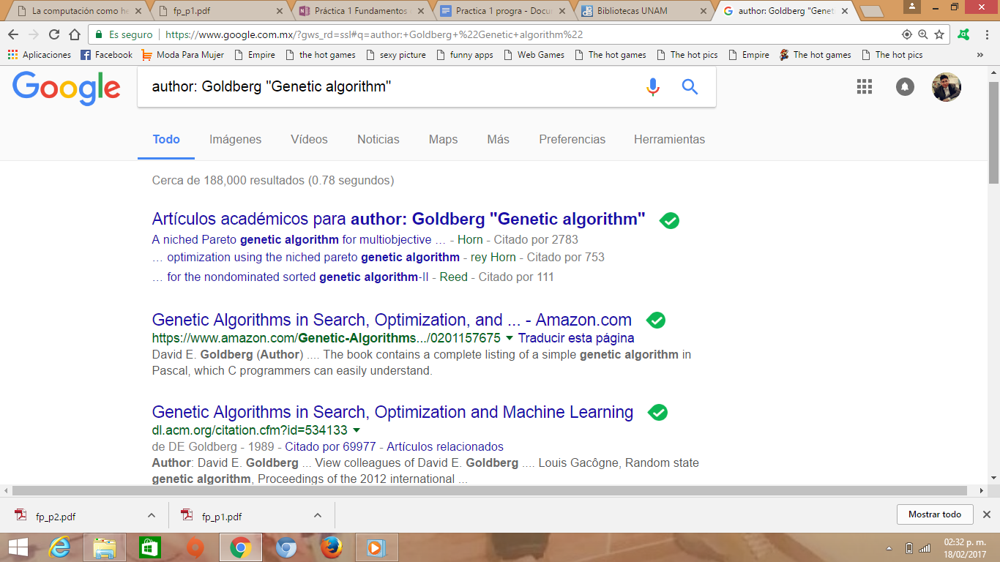 La computación como he
fp_p1.pdf
Práctica 1 Fundamentos
Practica 1 progra - Docu
Bibliotecas UNAM
author: Goldberg "Genet
Es seguro
https://www.google.com.mx/?gws_rd=ssl#q=author:+Goldberg+%22Genetic+algorithm%22
Aplicaciones
Facebook
Moda Para Mujer
Empire
the hot games
sexy picture
funny apps
Web Games
The hot games
The hot pics
Empire
The hot games
The hot pics
»
Google
author: Goldberg "Genetic algorithm"
Todo
Imágenes
Vídeos
Noticias
Maps
Más
Preferencias
Herramientas
Cerca de 188,000 resultados (0.78 segundos)
Artículos académicos para author: Goldberg "Genetic algorithm"
A niched Pareto genetic algorithm for multiobjective … - Horn - Citado por 2783
… optimization using the niched pareto genetic algorithm - rey Horn - Citado por 753
… for the nondominated sorted genetic algorithm-II - Reed - Citado por 111
Genetic Algorithms in Search, Optimization, and ... - Amazon.com
https://www.amazon.com/Genetic-Algorithms.../0201157675 Traducir esta página
David E. Goldberg (Author) .... The book contains a complete listing of a simple genetic algorithm in
Pascal, which C programmers can easily understand.
Genetic Algorithms in Search, Optimization and Machine Learning
dl.acm.org/citation.cfm?id=534133
de DE Goldberg - 1989 - Citado por 69977 - Artículos relacionados
Author: David E. Goldberg ... View colleagues of David E. Goldberg .... Louis Gacôgne, Random state
genetic algorithm, Proceedings of the 2012 international ...
fp_p2.pdf
fp_p1.pdf
Mostrar todo
02:32 p. m.
18/02/2017